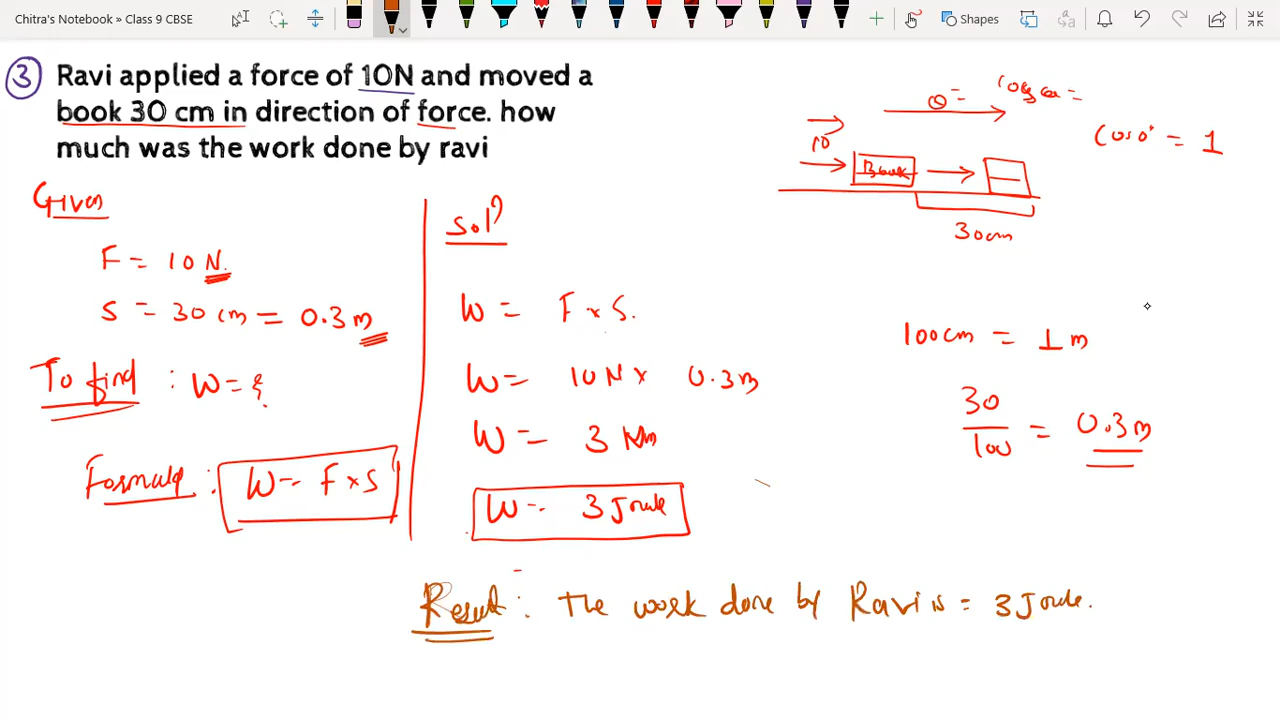 Chitra's Notebook » Class 9 CBSE
Shapes
3 Ravi applied a force of 10N and moved a
book 30 cm in direction of force. how
much was the work done by ravi
Given
F = 10 N.
S = 30 cm = 0.3 m
To find : W = ?
Formula : W = F × S
Sol
W = F × S.
W = 10 N × 0.3 m
W = 3 Nm
W = 3 Joule
θ =
cos 0° = 1
10
Book
30 cm
100 cm = 1 m
30/100 = 0.3 m
Result : The work done by Ravi is = 3 Joule.